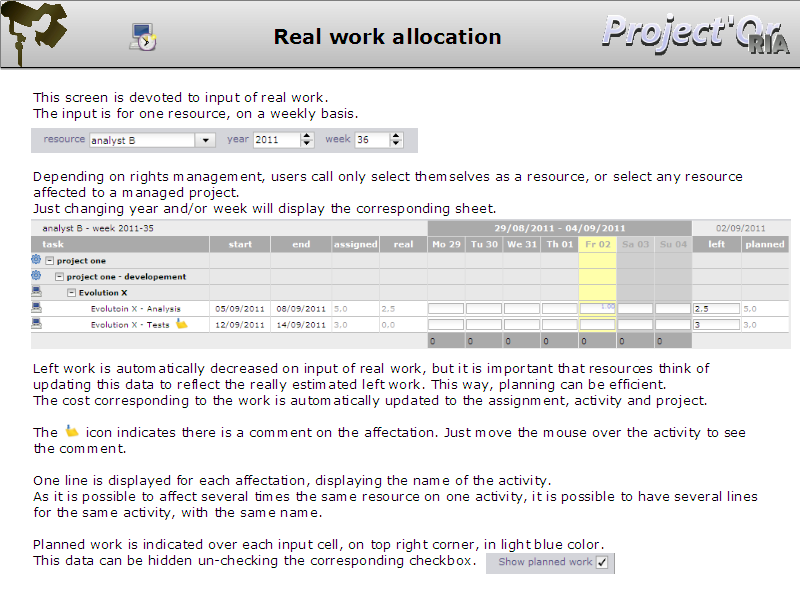 Real work allocation
Project'Or
RIA
This screen is devoted to input of real work.
The input is for one resource, on a weekly basis.
resource analyst B year 2011 week 36
Depending on rights management, users call only select themselves as a resource, or select any resource
affected to a managed project.
Just changing year and/or week will display the corresponding sheet.
analyst B - week 2011-35 29/08/2011 - 04/09/2011 02/09/2011
task start end assigned real Mo 29 Tu 30 We 31 Th 01 Fr 02 Sa 03 Su 04 left planned
project one
project one - developement
Evolution X
Evolutoin X - Analysis 05/09/2011 08/09/2011 5.0 2.5 1.00 2.5 5.0
Evolution X - Tests 12/09/2011 14/09/2011 3.0 0.0 3 3.0
0 0 0 0 0 0 0
Left work is automatically decreased on input of real work, but it is important that resources think of
updating this data to reflect the really estimated left work. This way, planning can be efficient.
The cost corresponding to the work is automatically updated to the assignment, activity and project.
The icon indicates there is a comment on the affectation. Just move the mouse over the activity to see
the comment.
One line is displayed for each affectation, displaying the name of the activity.
As it is possible to affect several times the same resource on one activity, it is possible to have several lines
for the same activity, with the same name.
Planned work is indicated over each input cell, on top right corner, in light blue color.
This data can be hidden un-checking the corresponding checkbox. Show planned work